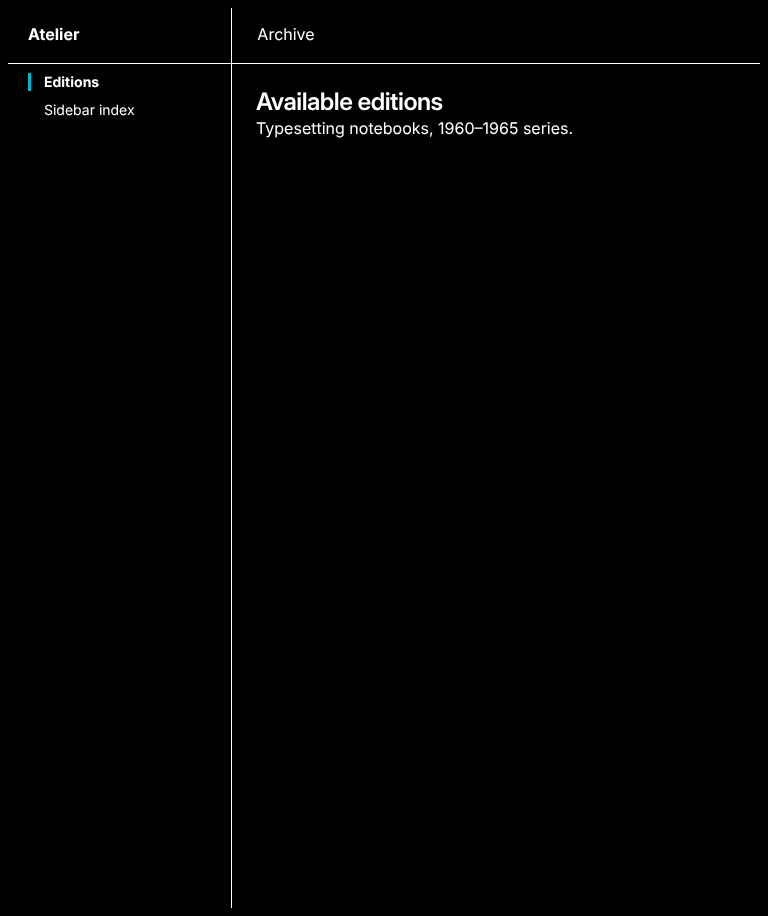 Atelier
Archive
Editions
Sidebar index
Available editions
Typesetting notebooks, 1960–1965 series.